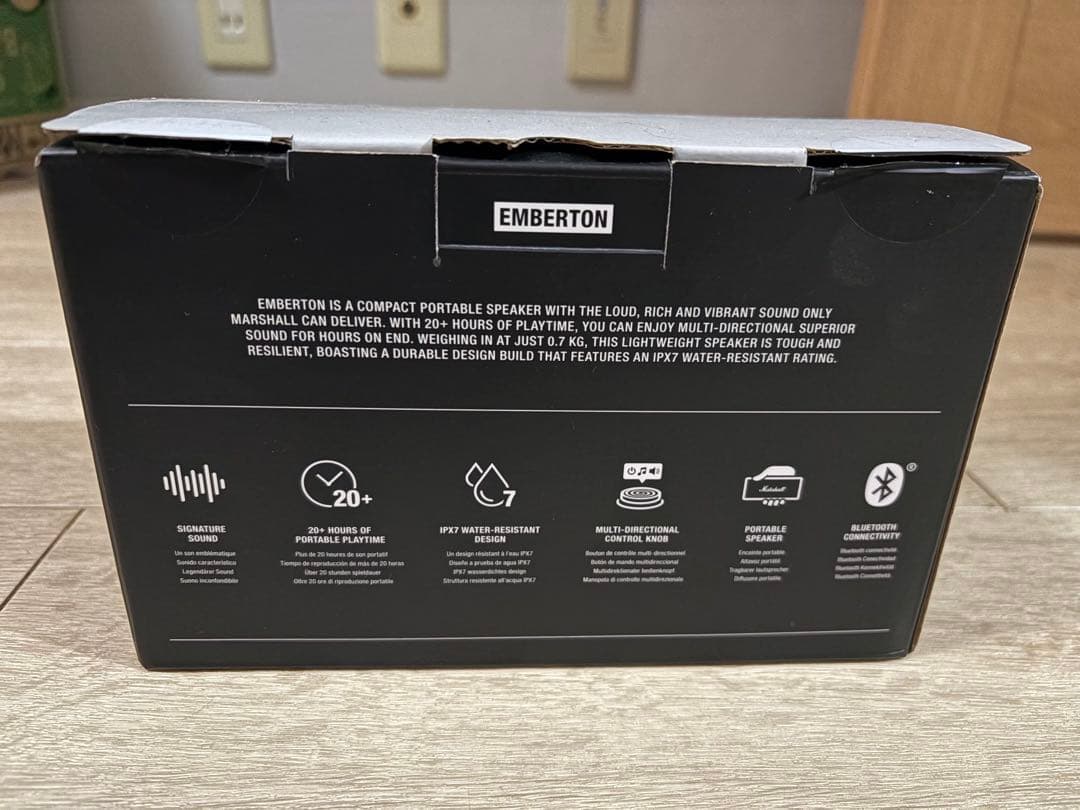 EMBERTON
EMBERTON IS A COMPACT PORTABLE SPEAKER WITH THE LOUD, RICH AND VIBRANT SOUND ONLY
MARSHALL CAN DELIVER. WITH 20+ HOURS OF PLAYTIME, YOU CAN ENJOY MULTI-DIRECTIONAL SUPERIOR
SOUND FOR HOURS ON END. WEIGHING IN AT JUST 0.7 KG, THIS LIGHTWEIGHT SPEAKER IS TOUGH AND
RESILIENT, BOASTING A DURABLE DESIGN BUILD THAT FEATURES AN IPX7 WATER-RESISTANT RATING.
SIGNATURE
SOUND
Un son emblématique
Sonido característico
Legendärer Sound
Suono inconfondibile
20+
20+ HOURS OF
PORTABLE PLAYTIME
Plus de 20 heures de son portatif
Tiempo de reproducción de más de 20 horas
Über 20 stunden spieldauer
Oltre 20 ore di riproduzione portatile
7
IPX7 WATER-RESISTANT
DESIGN
Un design résistant à l'eau IPX7
Diseño a prueba de agua IPX7
IPX7 wasserdichtes design
Struttura resistente all'acqua IPX7
MULTI-DIRECTIONAL
CONTROL KNOB
Bouton de contrôle multi-directionnel
Botón de mando multidireccional
Multidirektionaler bedienknopf
Manopola di controllo multidirezionale
Marshall
PORTABLE
SPEAKER
Enceinte portable
Altavoz portátil
Tragbarer lautsprecher
Diffusore portatile
®
BLUETOOTH
CONNECTIVITY
Bluetooth connectivité
Bluetooth Conectividad
Bluetooth Konnektivität
Bluetooth Connettività